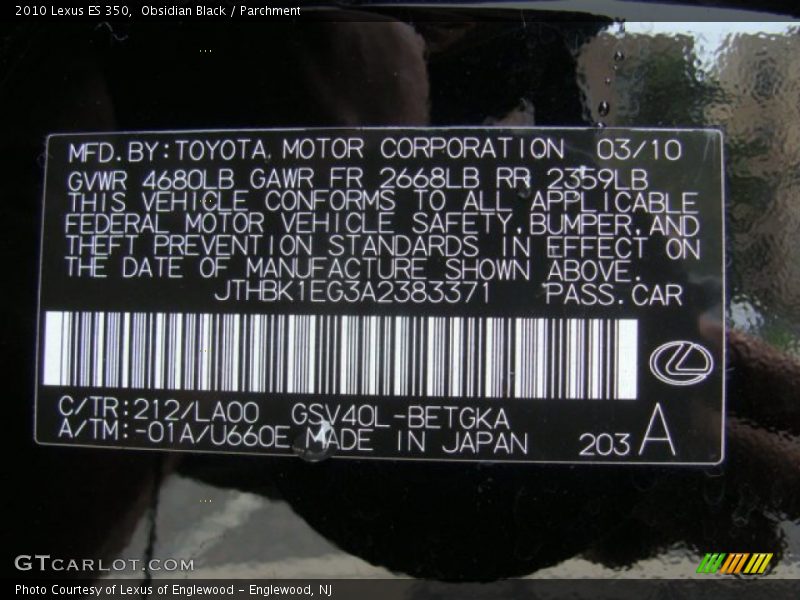 2010 Lexus ES 350,  Obsidian Black / Parchment
MFD.BY:TOYOTA MOTOR CORPORATION 03/10
GVWR 4680LB GAWR FR 2668LB RR 2359LB
THIS VEHICLE CONFORMS TO ALL APPLICABLE
FEDERAL MOTOR VEHICLE SAFETY,BUMPER,AND
THEFT PREVENTION STANDARDS IN EFFECT ON
THE DATE OF MANUFACTURE SHOWN ABOVE.
JTHBK1EG3A2383371 PASS.CAR
C/TR:212/LA00 GSV40L-BETGKA
A/TM:-01A/U660E MADE IN JAPAN 203 A
GTCARLOT.COM
Photo Courtesy of Lexus of Englewood – Englewood, NJ